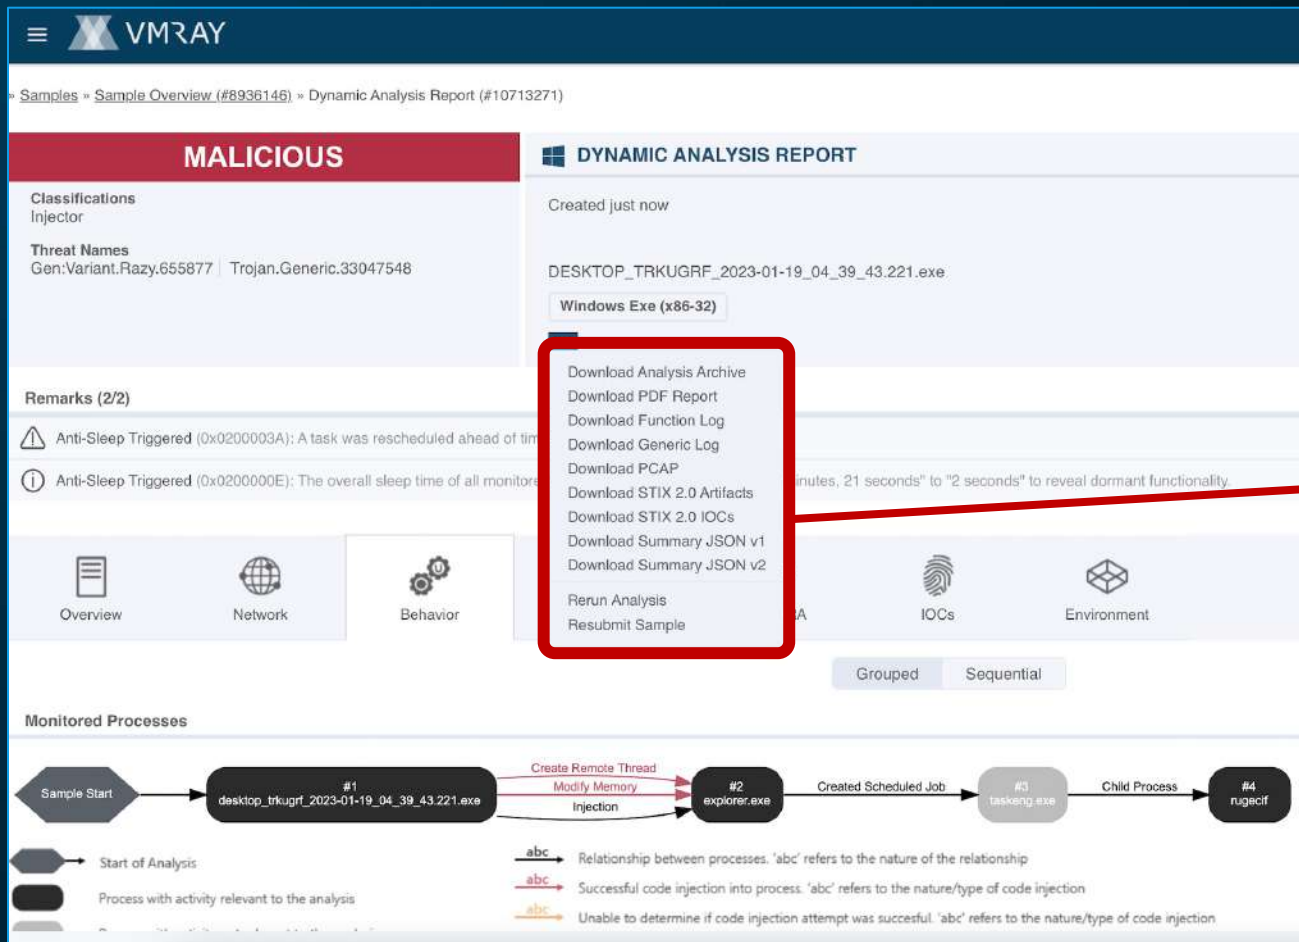 VMRAY
» Samples » Sample Overview (#8936146) » Dynamic Analysis Report (#10713271)
MALICIOUS
Classifications
Injector
Threat Names
Gen:Variant.Razy.655877 | Trojan.Generic.33047548
DYNAMIC ANALYSIS REPORT
Created just now
DESKTOP_TRKUGRF_2023-01-19_04_39_43.221.exe
Windows Exe (x86-32)
Download Analysis Archive
Download PDF Report
Download Function Log
Download Generic Log
Download PCAP
Download STIX 2.0 Artifacts
Download STIX 2.0 IOCs
Download Summary JSON v1
Download Summary JSON v2
Rerun Analysis
Resubmit Sample
Remarks (2/2)
Anti-Sleep Triggered (0x0200003A): A task was rescheduled ahead of
Anti-Sleep Triggered (0x0200000E): The overall sleep time of all inutes, 21 seconds" to "2 seconds" to reveal dormant functionality.
Overview
Network
Behavior
IOCs
Environment
Grouped
Sequential
Monitored Processes
Sample Start
#1
desktop_trkugrf_2023-01-19_04_39_43.221.exe
Create Remote Thread
Modify Memory
Injection
#2
explorer.exe
Created Scheduled Job
#3
taskeng.exe
Child Process
#4
rugecif
Start of Analysis
Process with activity relevant to the analysis
abc
Relationship between processes. 'abc' refers to the nature of the relationship
abc
Successful code injection into process. 'abc' refers to the nature/type of code injection
abc
Unable to determine if code injection attempt was succesful. 'abc' refers to the nature/type of code injection